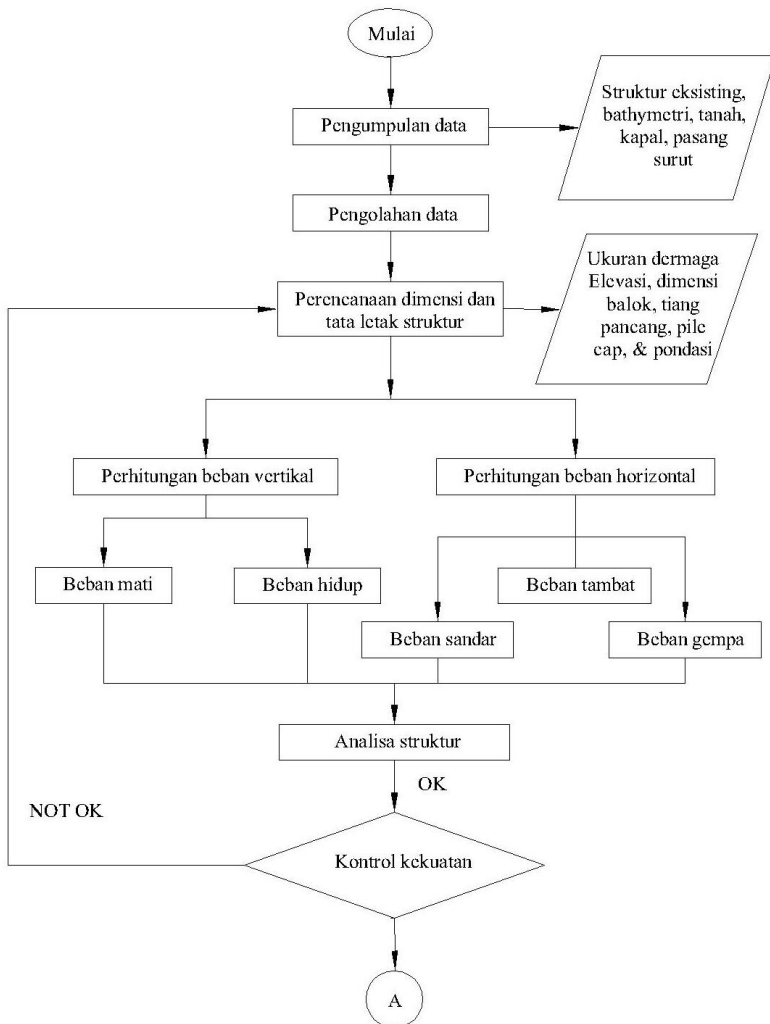 Mulai
Pengumpulan data
Struktur eksisting,
bathymetri, tanah,
kapal, pasang
surut
Pengolahan data
Perencanaan dimensi dan
tata letak struktur
Ukuran dermaga
Elevasi, dimensi
balok, tiang
pancang, pile
cap, & pondasi
Perhitungan beban vertikal
Perhitungan beban horizontal
Beban mati
Beban hidup
Beban tambat
Beban sandar
Beban gempa
Analisa struktur
OK
NOT OK
Kontrol kekuatan
A